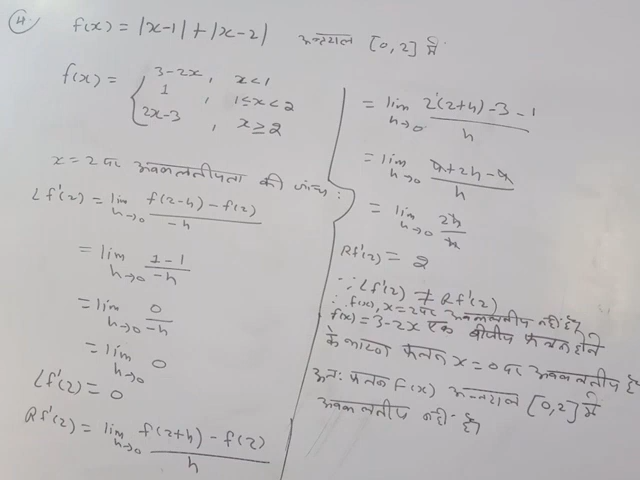 4
f(x) = |x-1| + |x-2| अन्तराल [0,2] में
f(x) = { 3-2x, x<1
1, 1≤x<2
2x-3, x≥2
x=2 पर अवकलनीयता की जांच:
Lf'(2) = lim h→0 f(2-h) - f(2) / -h
= lim h→0 1-1 / -h
= lim h→0 0 / -h
= lim h→0 0
Lf'(2) = 0
Rf'(2) = lim h→0 f(2+h) - f(2) / h
= lim h→0 2(2+h)-3-1 / h
= lim h→0 4+2h-4 / h
= lim h→0 2h / h
Rf'(2) = 2
∵ Lf'(2) ≠ Rf'(2)
∴ f(x), x=2 पर अवकलनीय नहीं है।
f(x) = 3-2x एक बीजीय फलन होने
के कारण फलन x=0 पर अवकलनीय है
अतः फलन f(x) अन्तराल [0,2] में
अवकलनीय नहीं है।